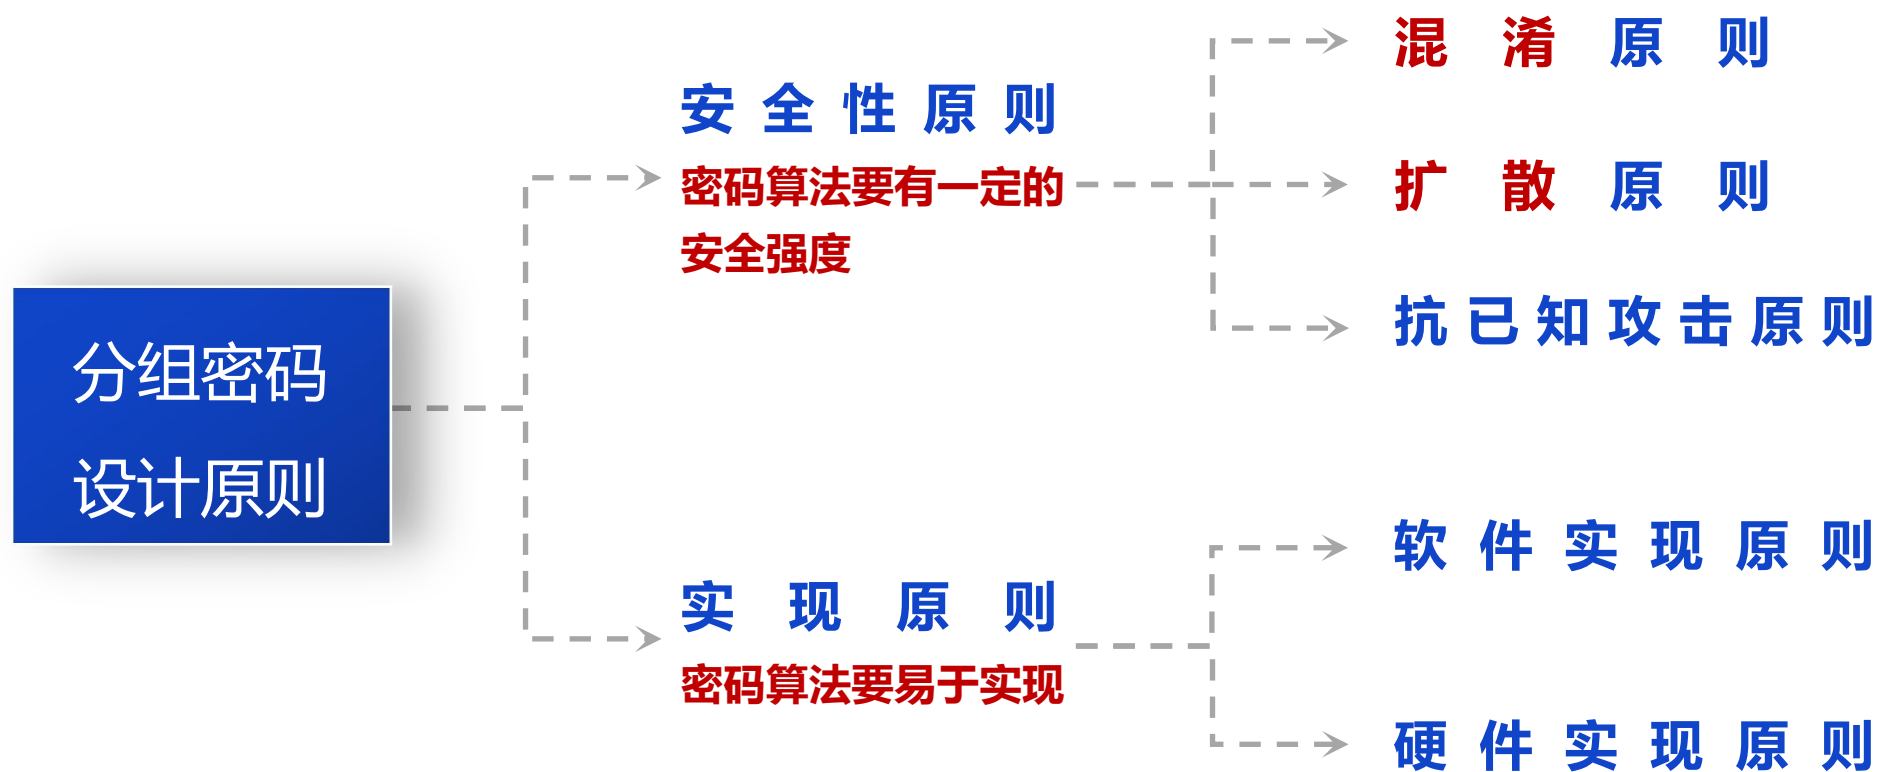 分组密码
设计原则
安全性原则
密码算法要有一定的
安全强度
混淆原则
扩散原则
抗已知攻击原则
实现原则
密码算法要易于实现
软件实现原则
硬件实现原则